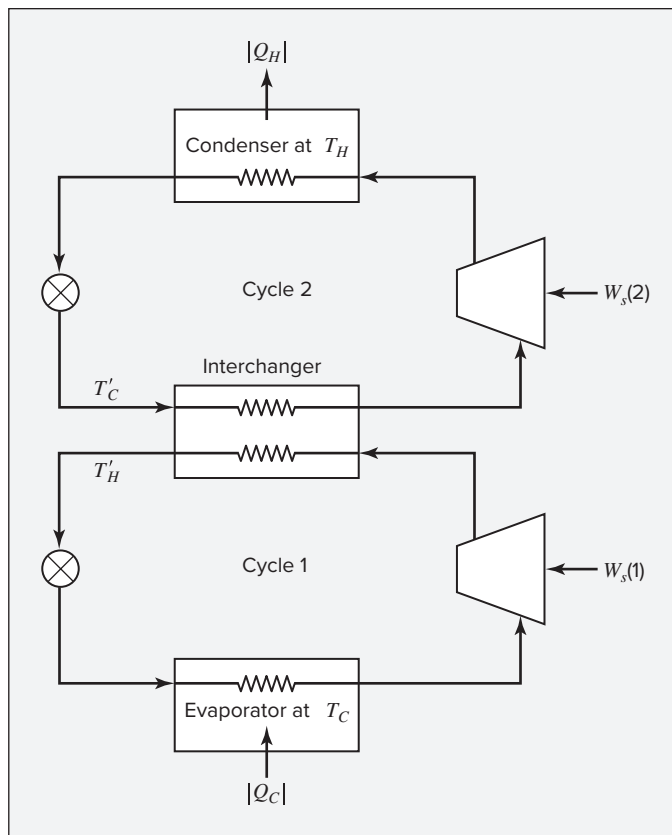 |Q_H|
Condenser at T_H
Cycle 2
W_s(2)
Interchanger
T'_C
T'_H
Cycle 1
W_s(1)
Evaporator at T_C
|Q_C|